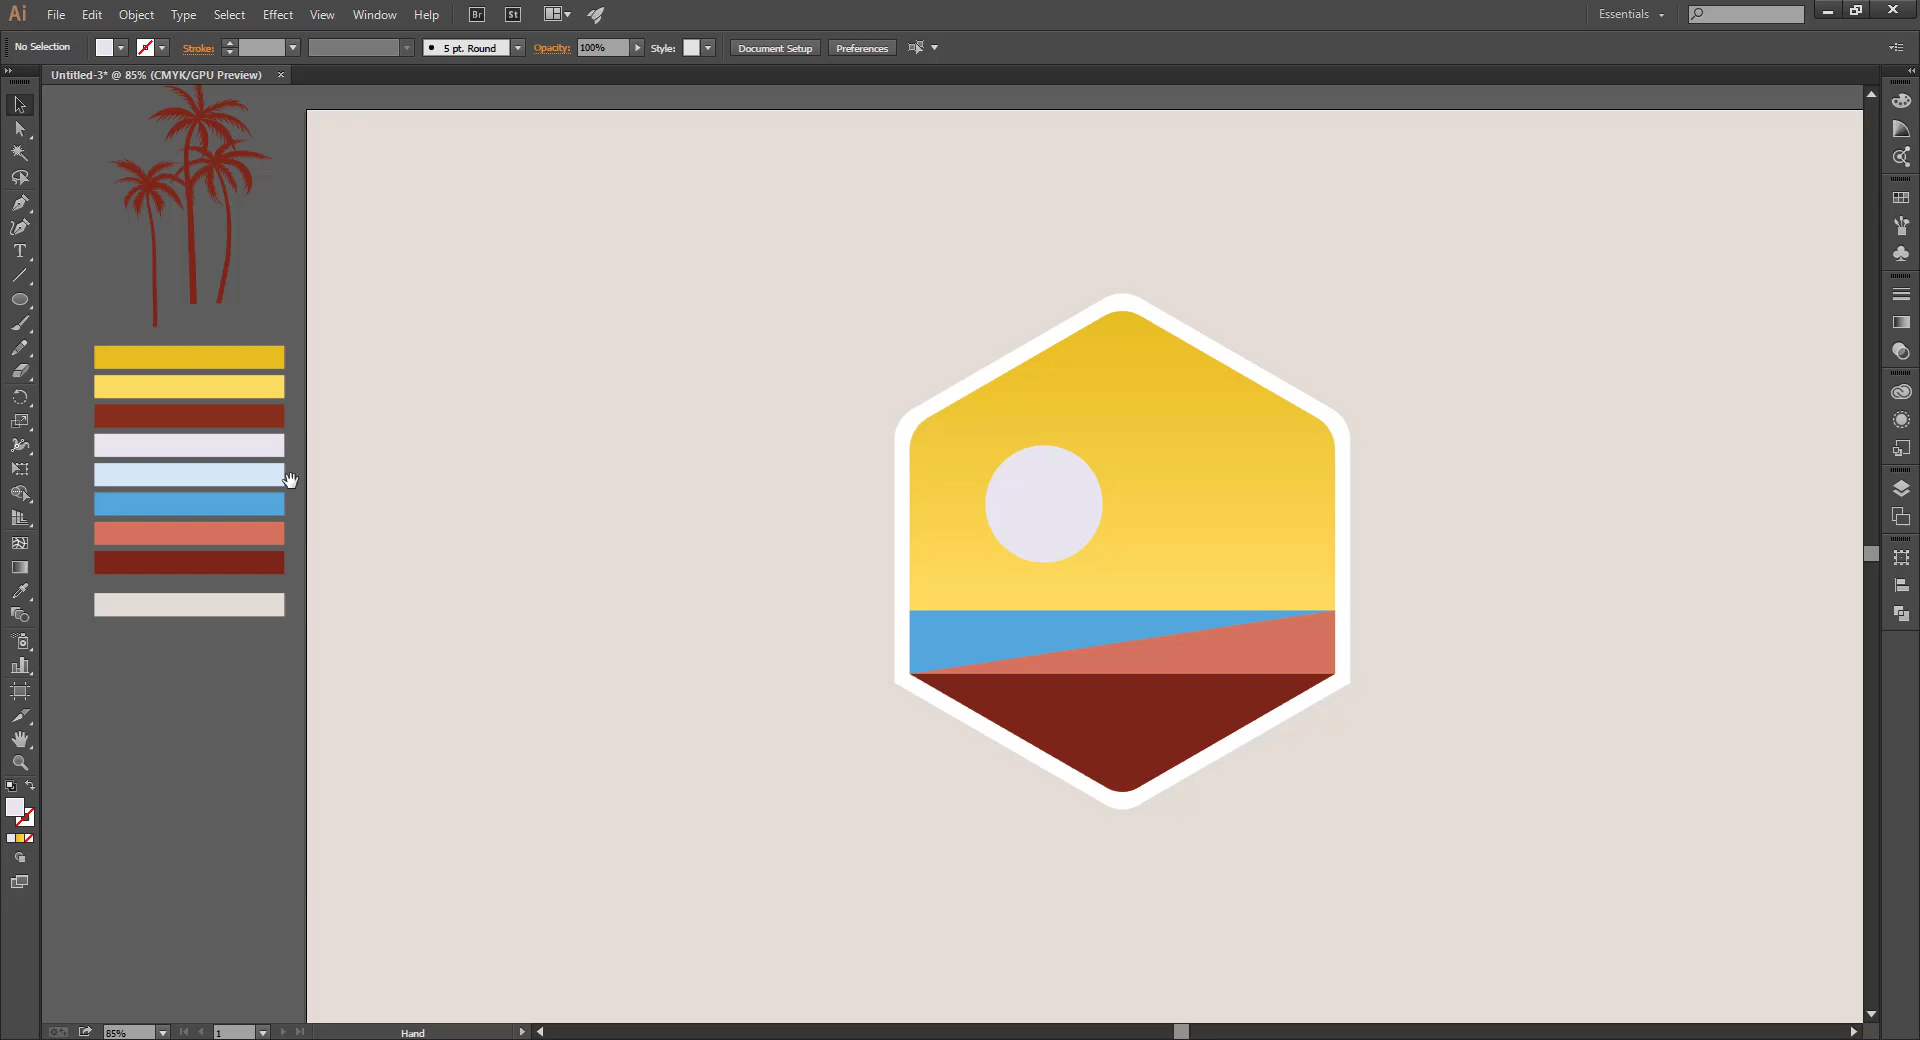 Ai File Edit Object Type Select Effect View Window Help Br St Essentials
No Selection Stroke: 5 pt. Round Opacity: 100% Style: Document Setup Preferences
Untitled-3* @ 85% (CMYK/GPU Preview) ×
T
85% 1 Hand